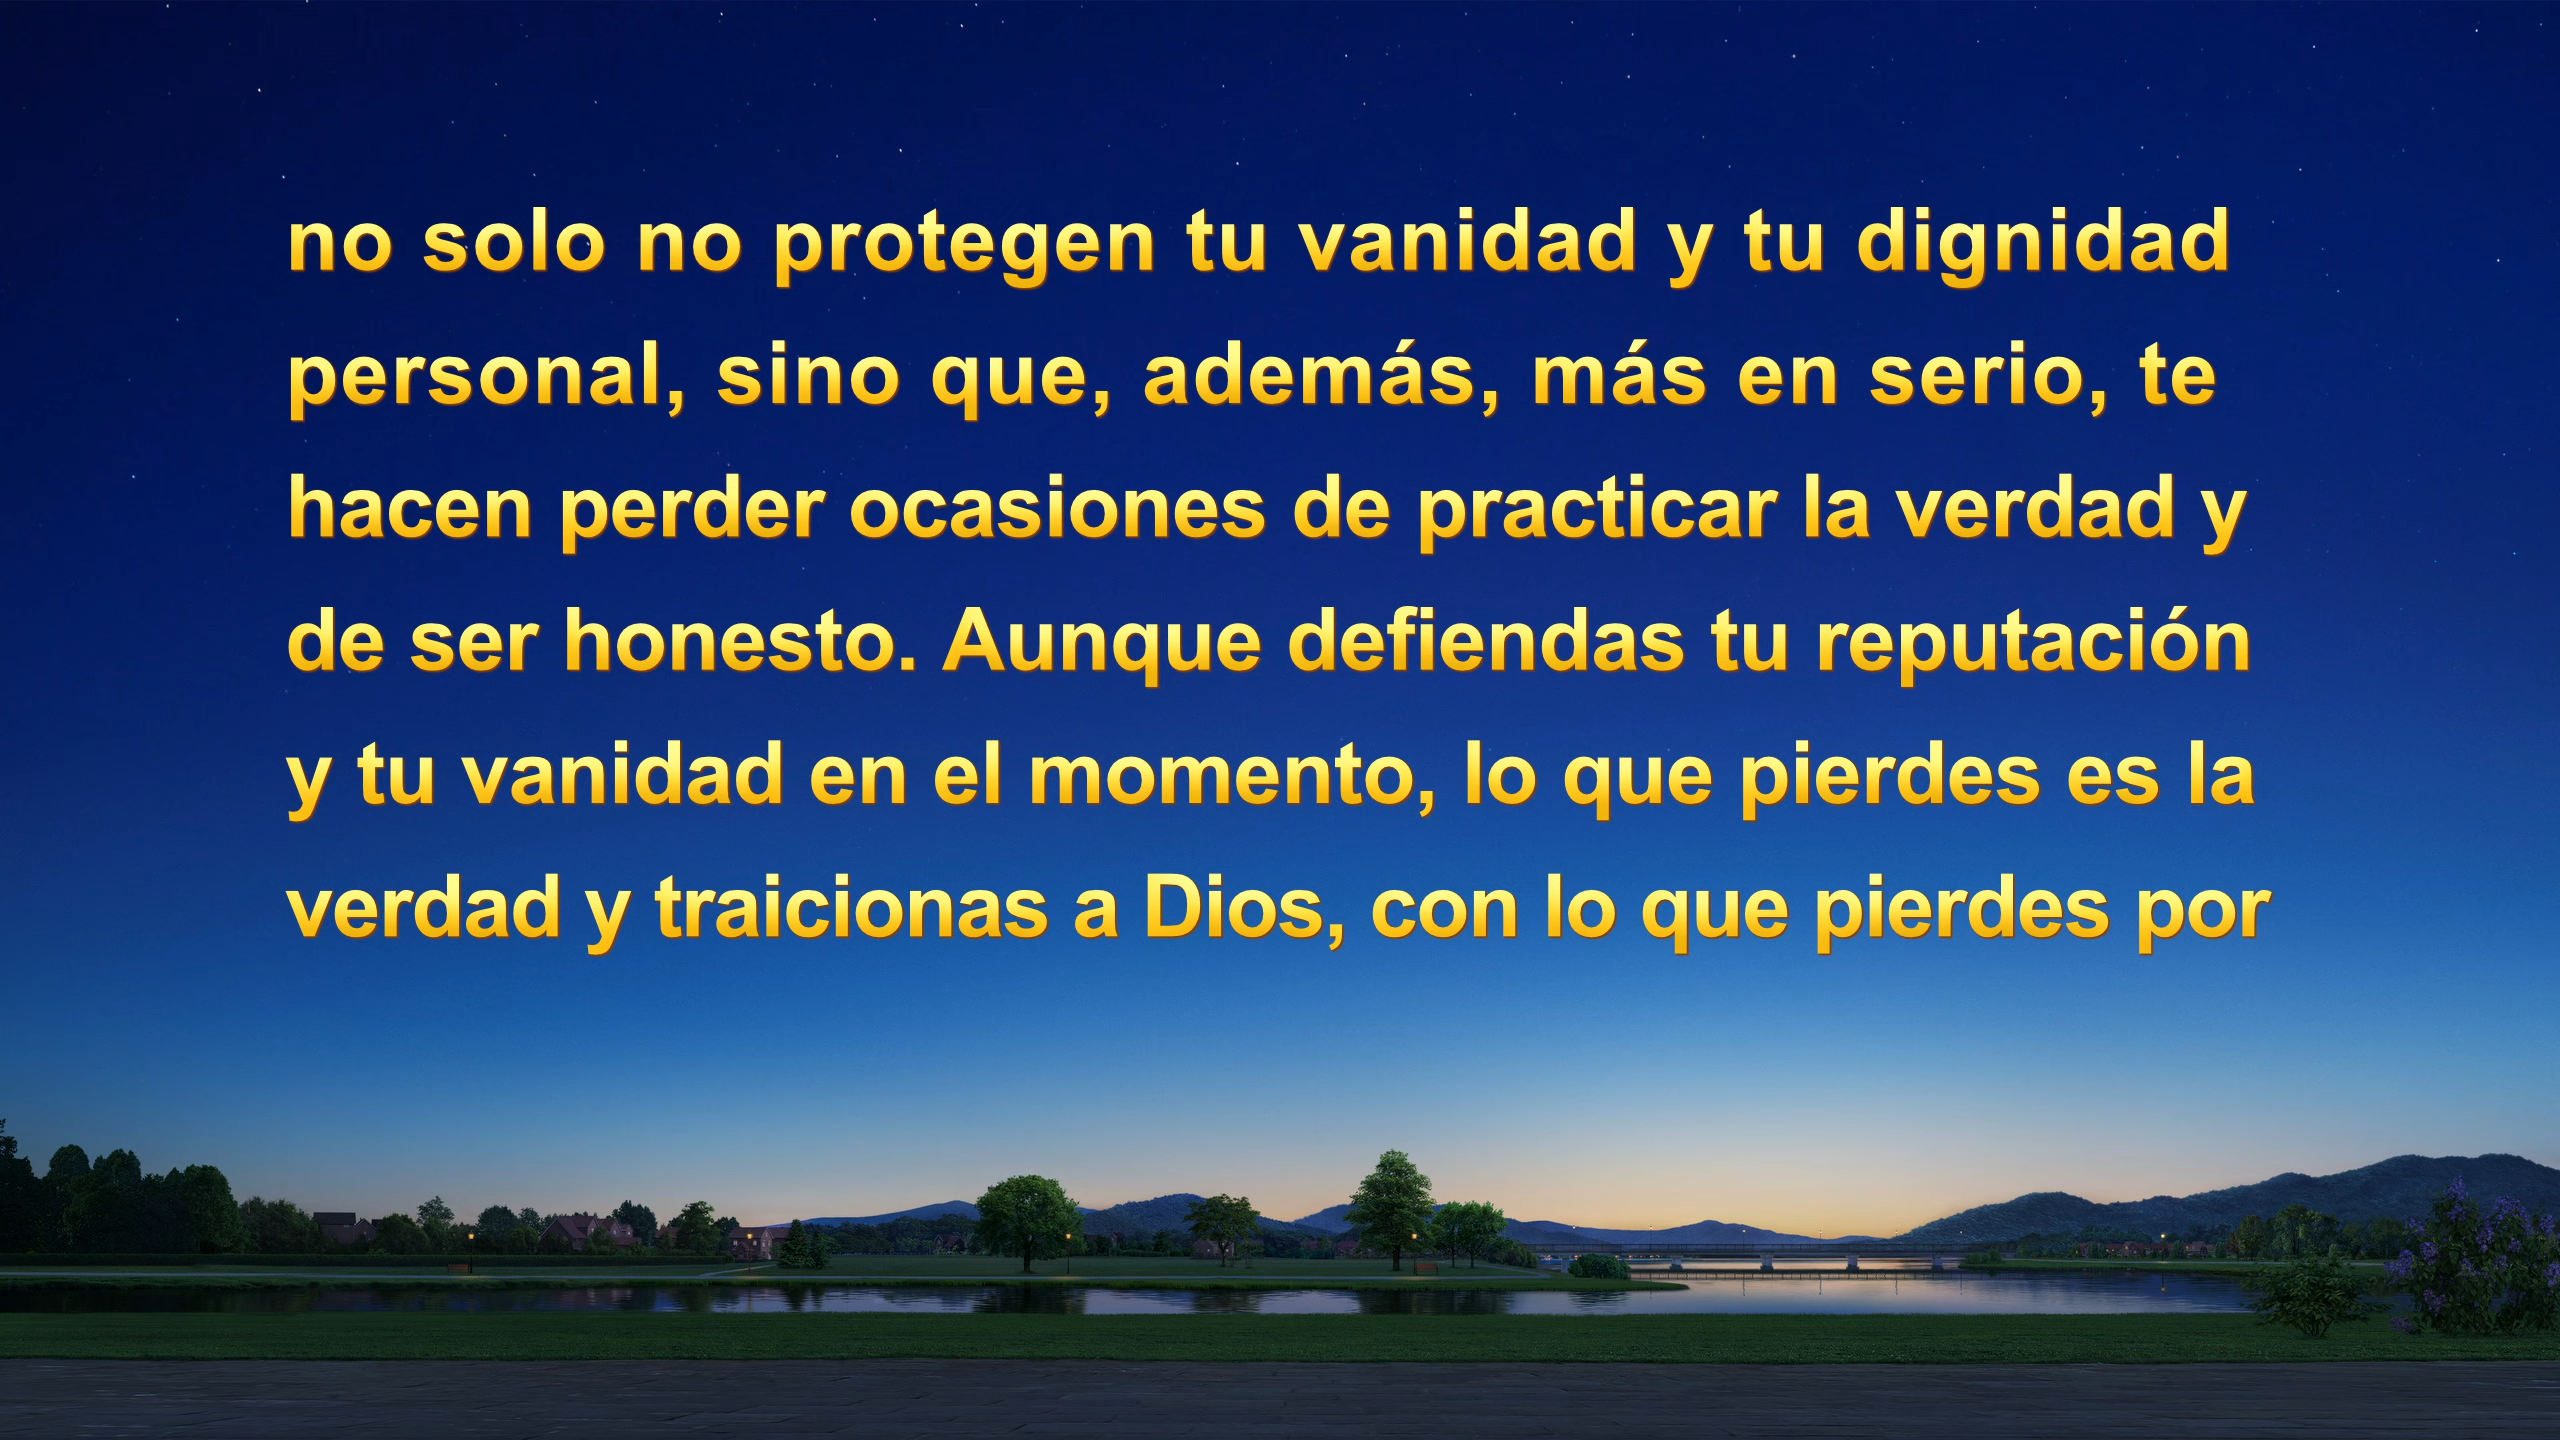 no solo no protegen tu vanidad y tu dignidad
personal, sino que, además, más en serio, te
hacen perder ocasiones de practicar la verdad y
de ser honesto. Aunque defiendas tu reputación
y tu vanidad en el momento, lo que pierdes es la
verdad y traicionas a Dios, con lo que pierdes por